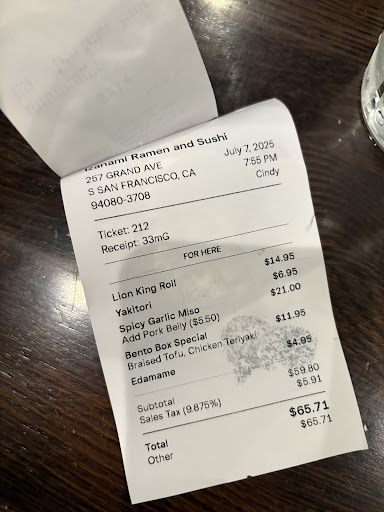 Izanami Ramen and Sushi
257 GRAND AVE
S SAN FRANCISCO, CA
94080-3708
July 7, 2025
7:55 PM
Cindy
Ticket: 212
Receipt: 33mG
FOR HERE
Lion King Roll $14.95
Yakitori $6.95
Spicy Garlic Miso $21.00
Add Pork Belly ($5.50)
Bento Box Special $11.95
Braised Tofu, Chicken Teriyaki
Edamame $4.95
Subtotal $59.80
Sales Tax (9.875%) $5.91
Total $65.71
Other $65.71